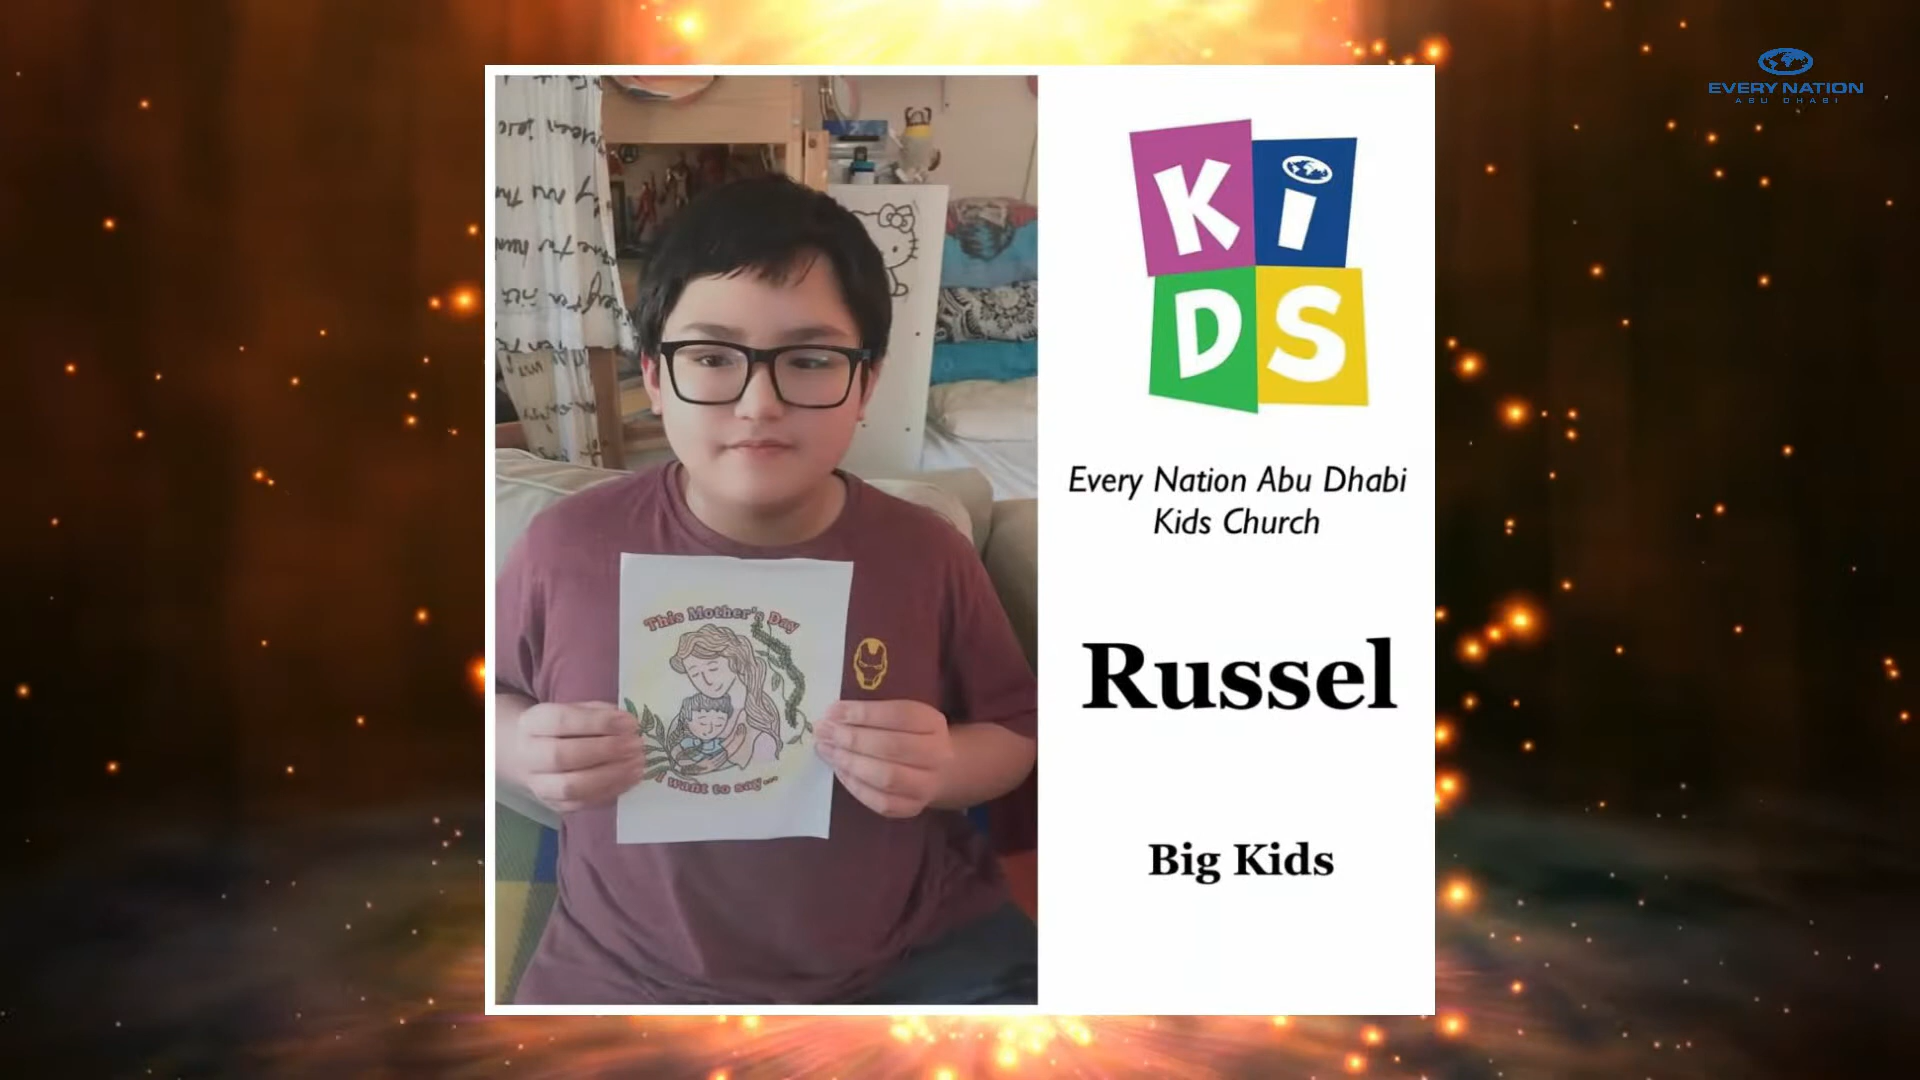 EVERY NATION
ABU DHABI
KiDS
Every Nation Abu Dhabi
Kids Church
Russel
Big Kids
This Mother's Day
I want to say...